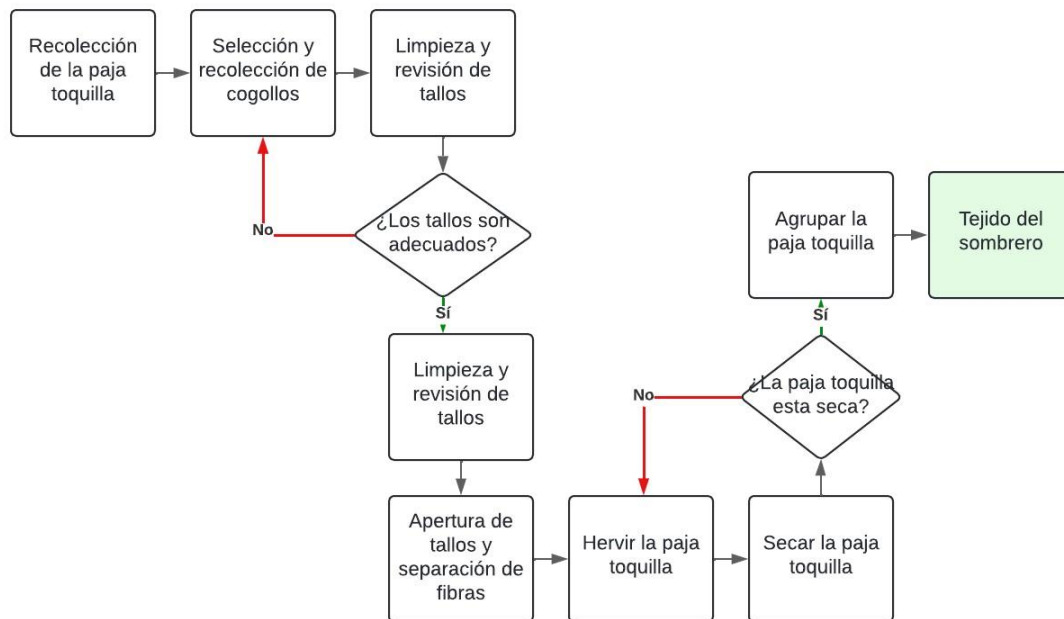 Recolección
de la paja
toquilla
Selección y
recolección de
cogollos
Limpieza y
revisión de
tallos
¿Los tallos son
adecuados?
No
Sí
Limpieza y
revisión de
tallos
Apertura de
tallos y
separación de
fibras
Hervir la paja
toquilla
Secar la paja
toquilla
¿La paja toquilla
esta seca?
No
Sí
Agrupar la
paja toquilla
Tejido del
sombrero